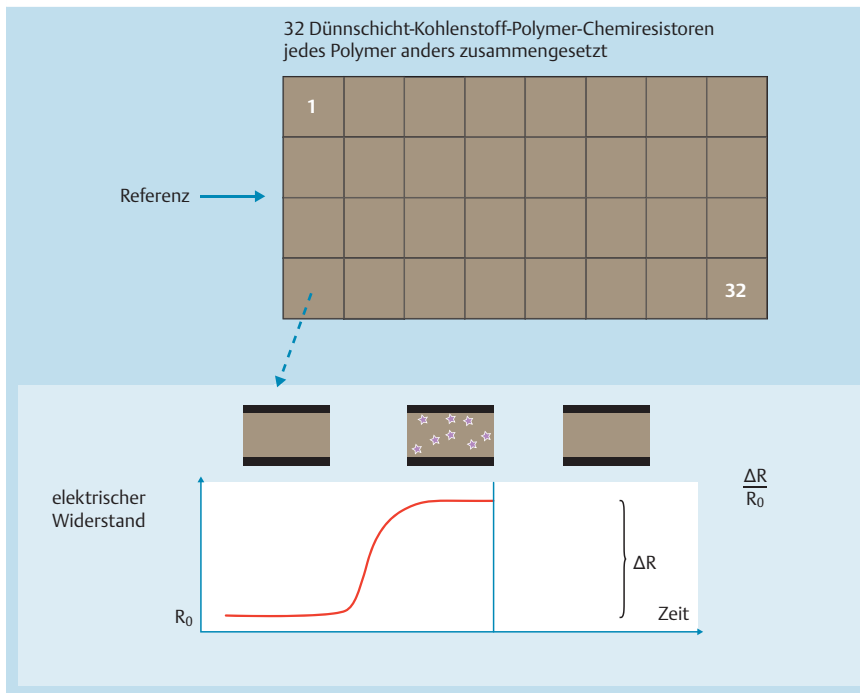 32 Dünnschicht-Kohlenstoff-Polymer-Chemiresistoren
jedes Polymer anders zusammengesetzt
1
Referenz
32
elektrischer
Widerstand
ΔR
R₀
ΔR
R₀
Zeit